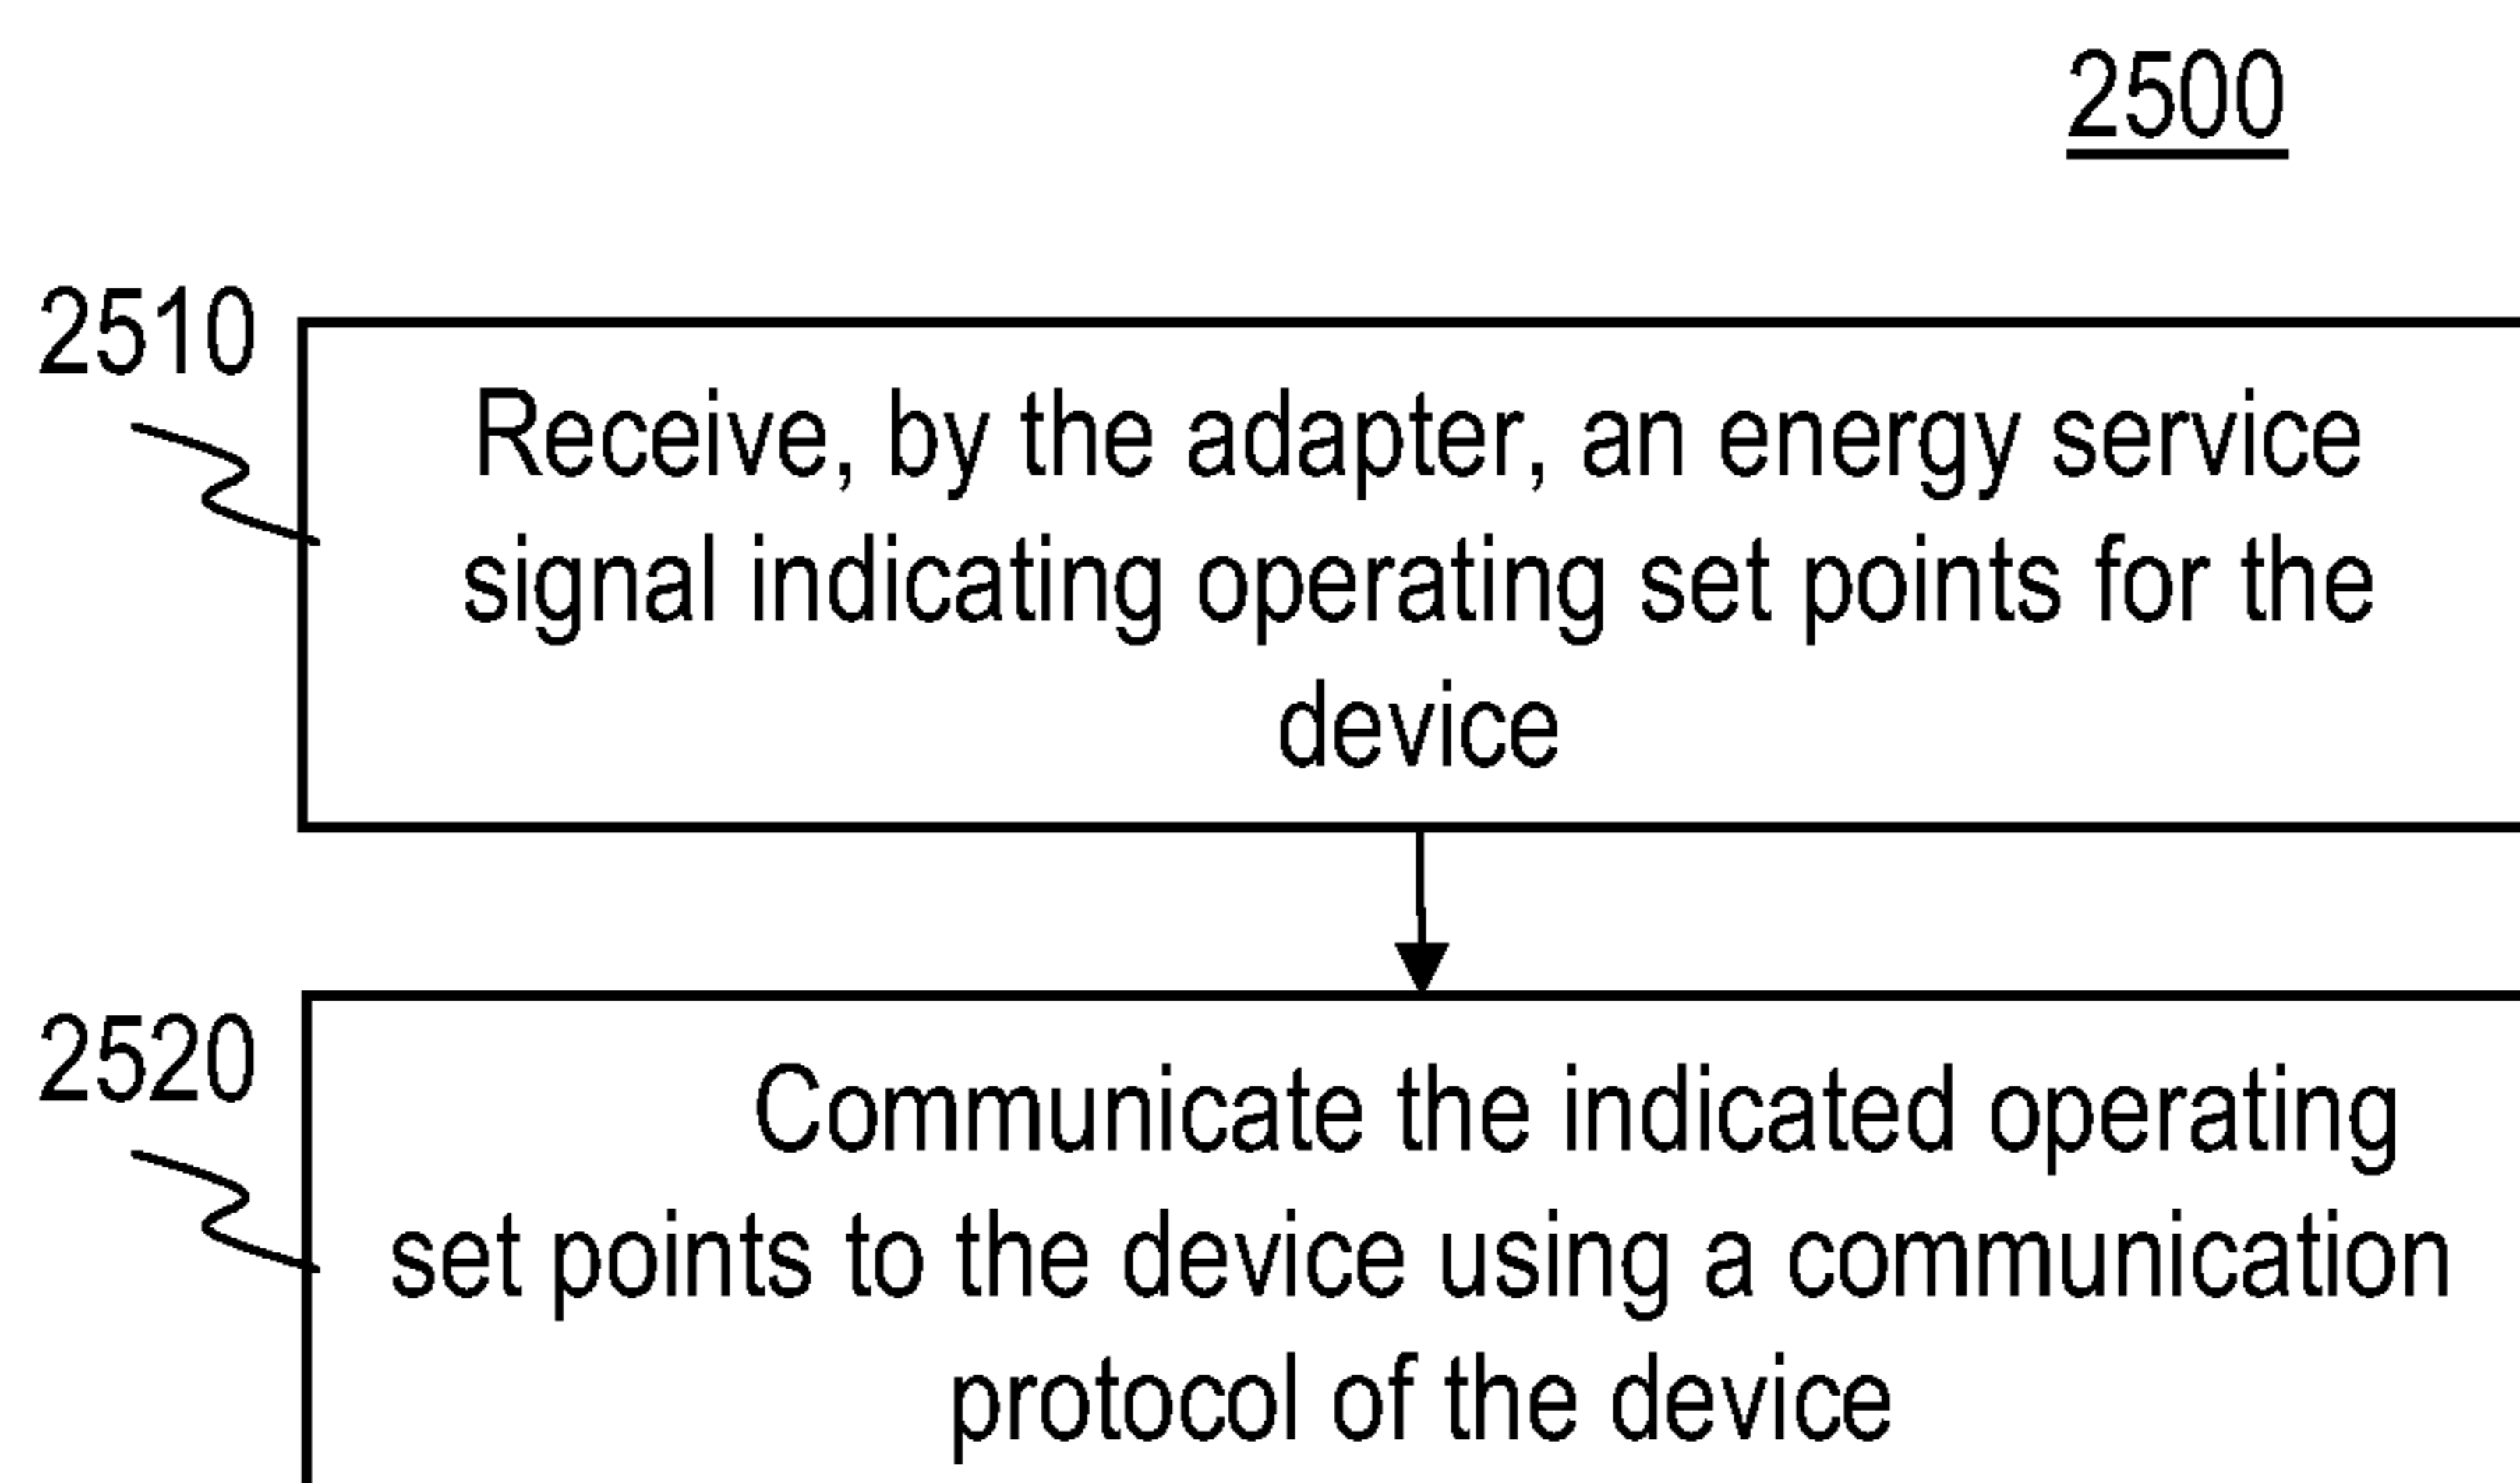 2500
2510
Receive, by the adapter, an energy service
signal indicating operating set points for the
device
2520
Communicate the indicated operating
set points to the device using a communication
protocol of the device